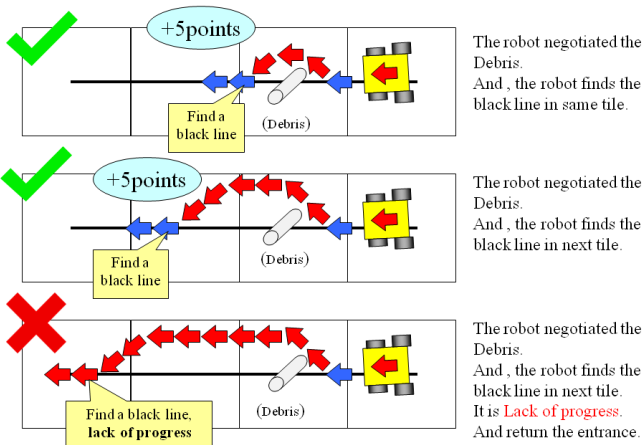 +5points
The robot negotiated the
Debris.
And , the robot finds the
black line in same tile.
Find a
black line
(Debris)
+5points
The robot negotiated the
Debris.
And , the robot finds the
black line in next tile.
Find a
black line
(Debris)
The robot negotiated the
Debris.
And , the robot finds the
black line in next tile.
It is Lack of progress.
And return the entrance.
Find a black line,
lack of progress
(Debris)